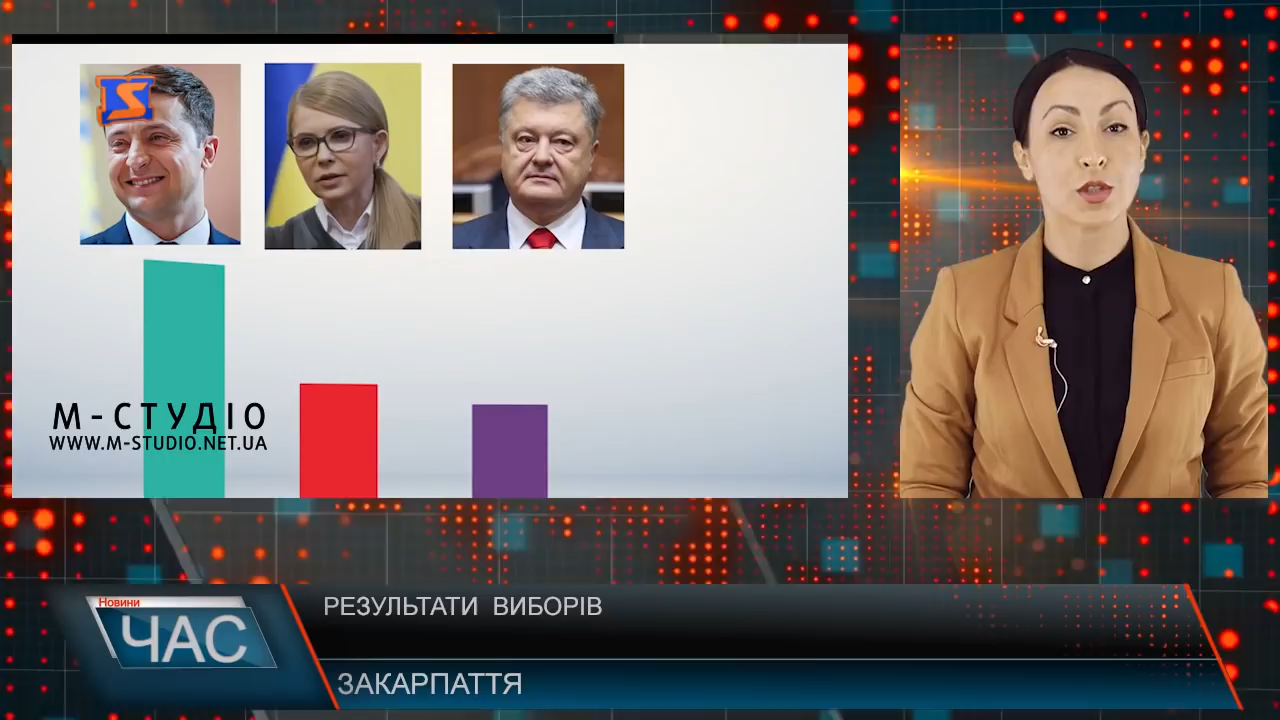 М-СТУДІО
WWW.M-STUDIO.NET.UA
Новини
ЧАС
РЕЗУЛЬТАТИ ВИБОРІВ
ЗАКАРПАТТЯ